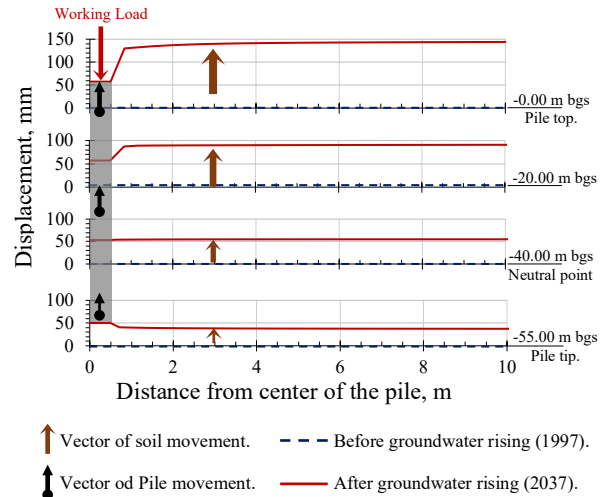 Working Load
Displacement, mm
150
100
50
0
-0.00 m bgs
Pile top.
100
50
0
-20.00 m bgs
100
50
0
-40.00 m bgs
Neutral point
100
50
0
-55.00 m bgs
Pile tip.
0 2 4 6 8 10
Distance from center of the pile, m
Vector of soil movement.
Before groundwater rising (1997).
Vector od Pile movement.
After groundwater rising (2037).